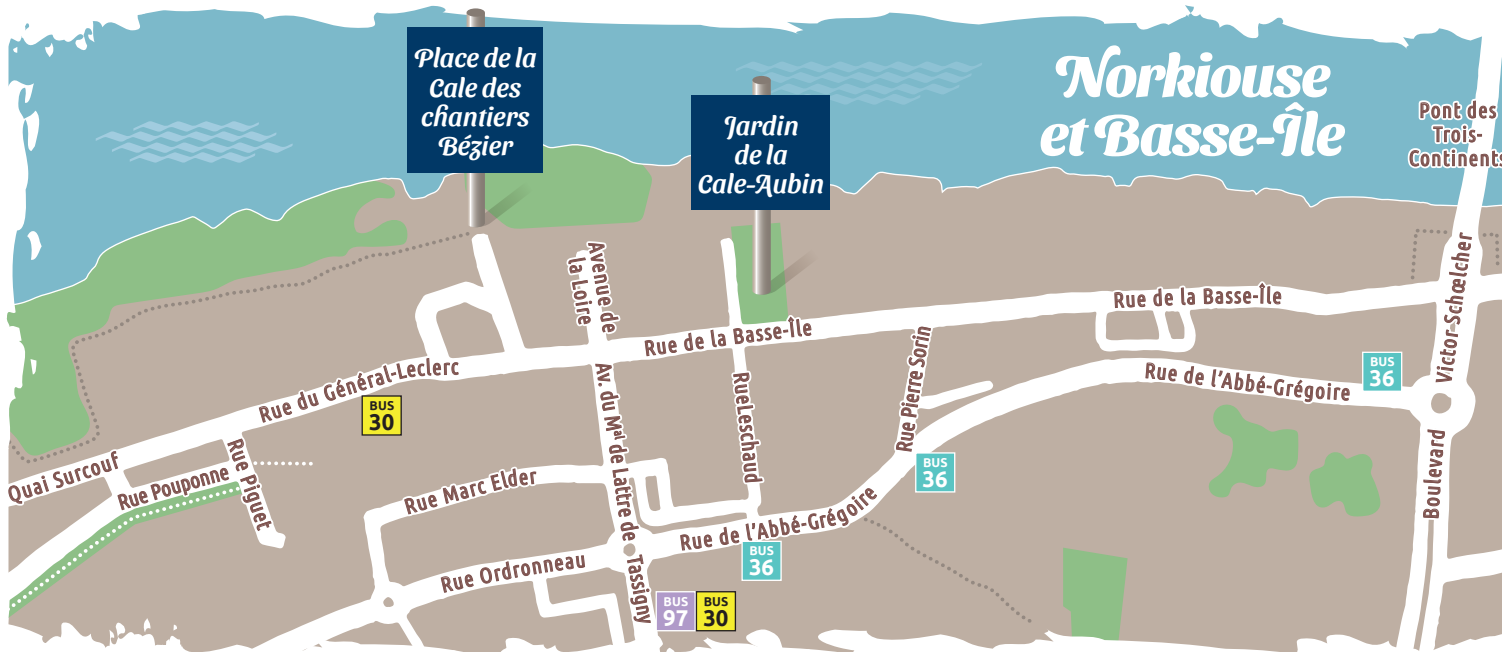 Place de la
Cale des
chantiers
Bézier
Jardin
de la
Cale-Aubin
Norkiouse
et Basse-Île
Pont des
Trois-
Continents
Avenue de
la Loire
Rue de la Basse-Île
Rue de la Basse-Île
Victor-Schœlcher
Boulevard
Rue du Général-Leclerc
BUS
30
Av. du Mal de Lattre de Tassigny
Rue Leschaud
Rue Pierre Sorin
Rue de l'Abbé-Grégoire
BUS
36
Quai Surcouf
Rue Pouponne
Rue Piguet
Rue Marc Elder
BUS
36
Rue de l'Abbé-Grégoire
BUS
36
Rue Ordronneau
BUS
97
BUS
30